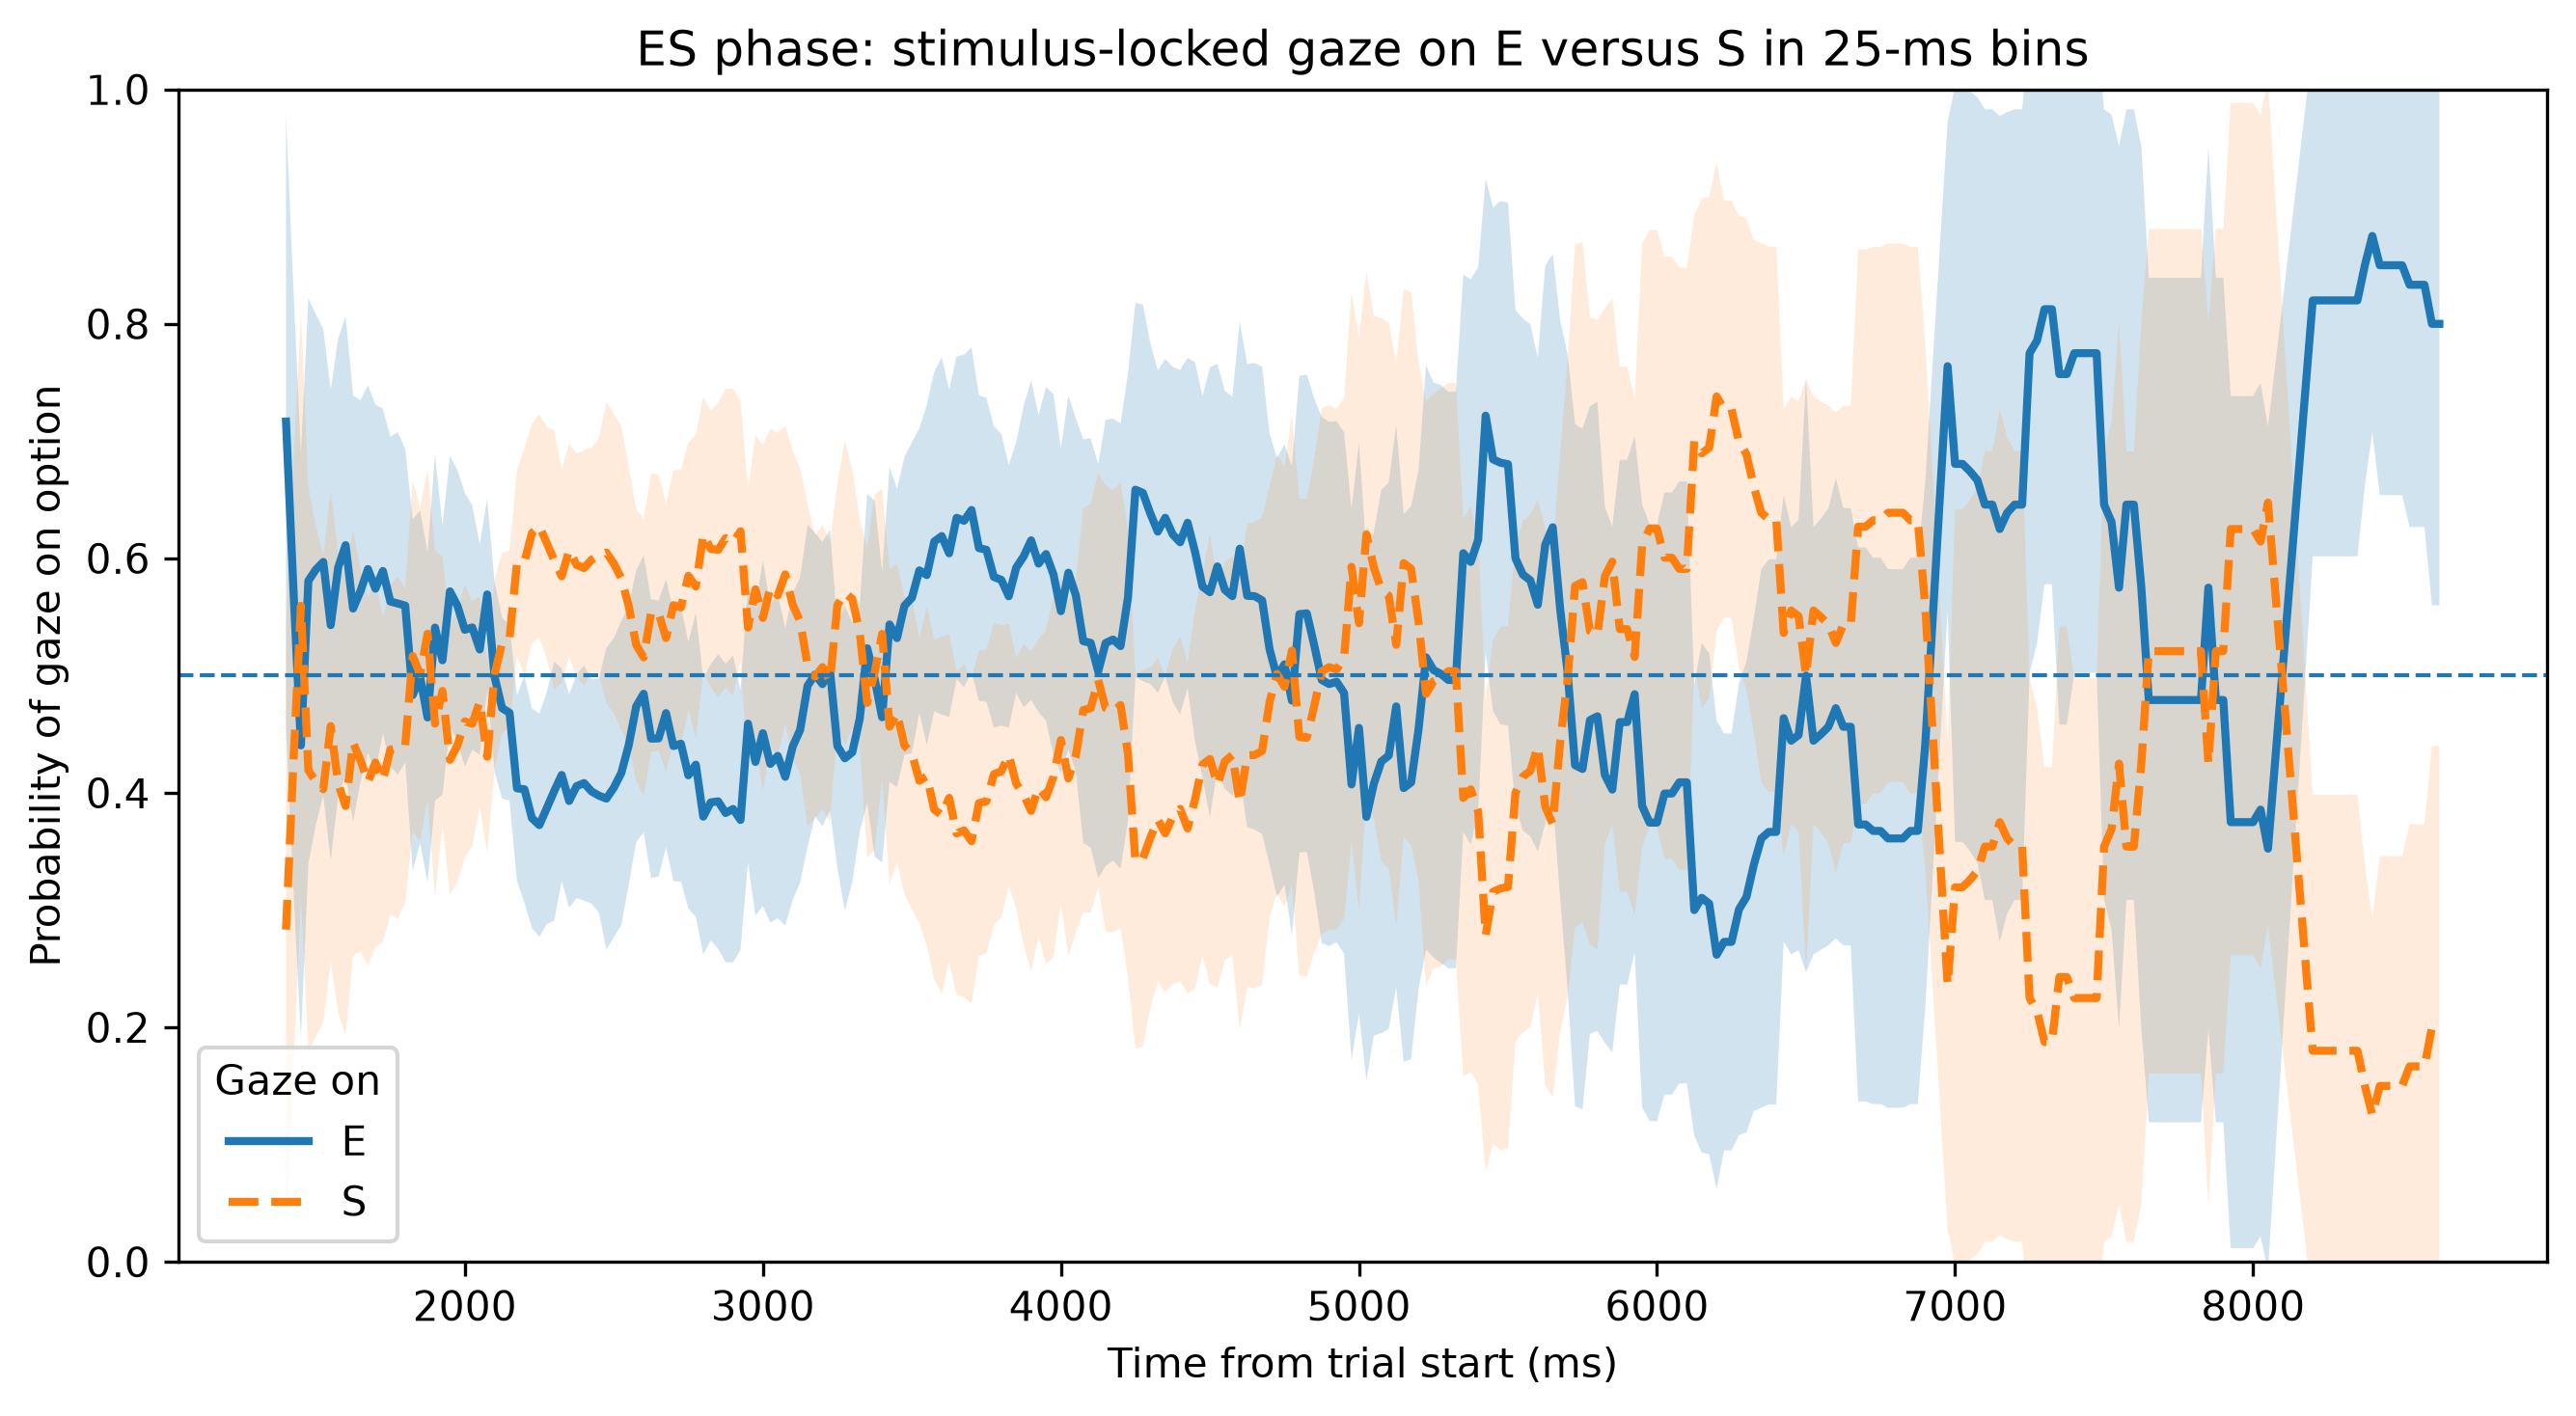 ES phase: stimulus-locked gaze on E versus S in 25-ms bins
Probability of gaze on option
1.0
0.8
0.6
0.4
0.2
0.0
Gaze on
E
S
2000 3000 4000 5000 6000 7000 8000
Time from trial start (ms)